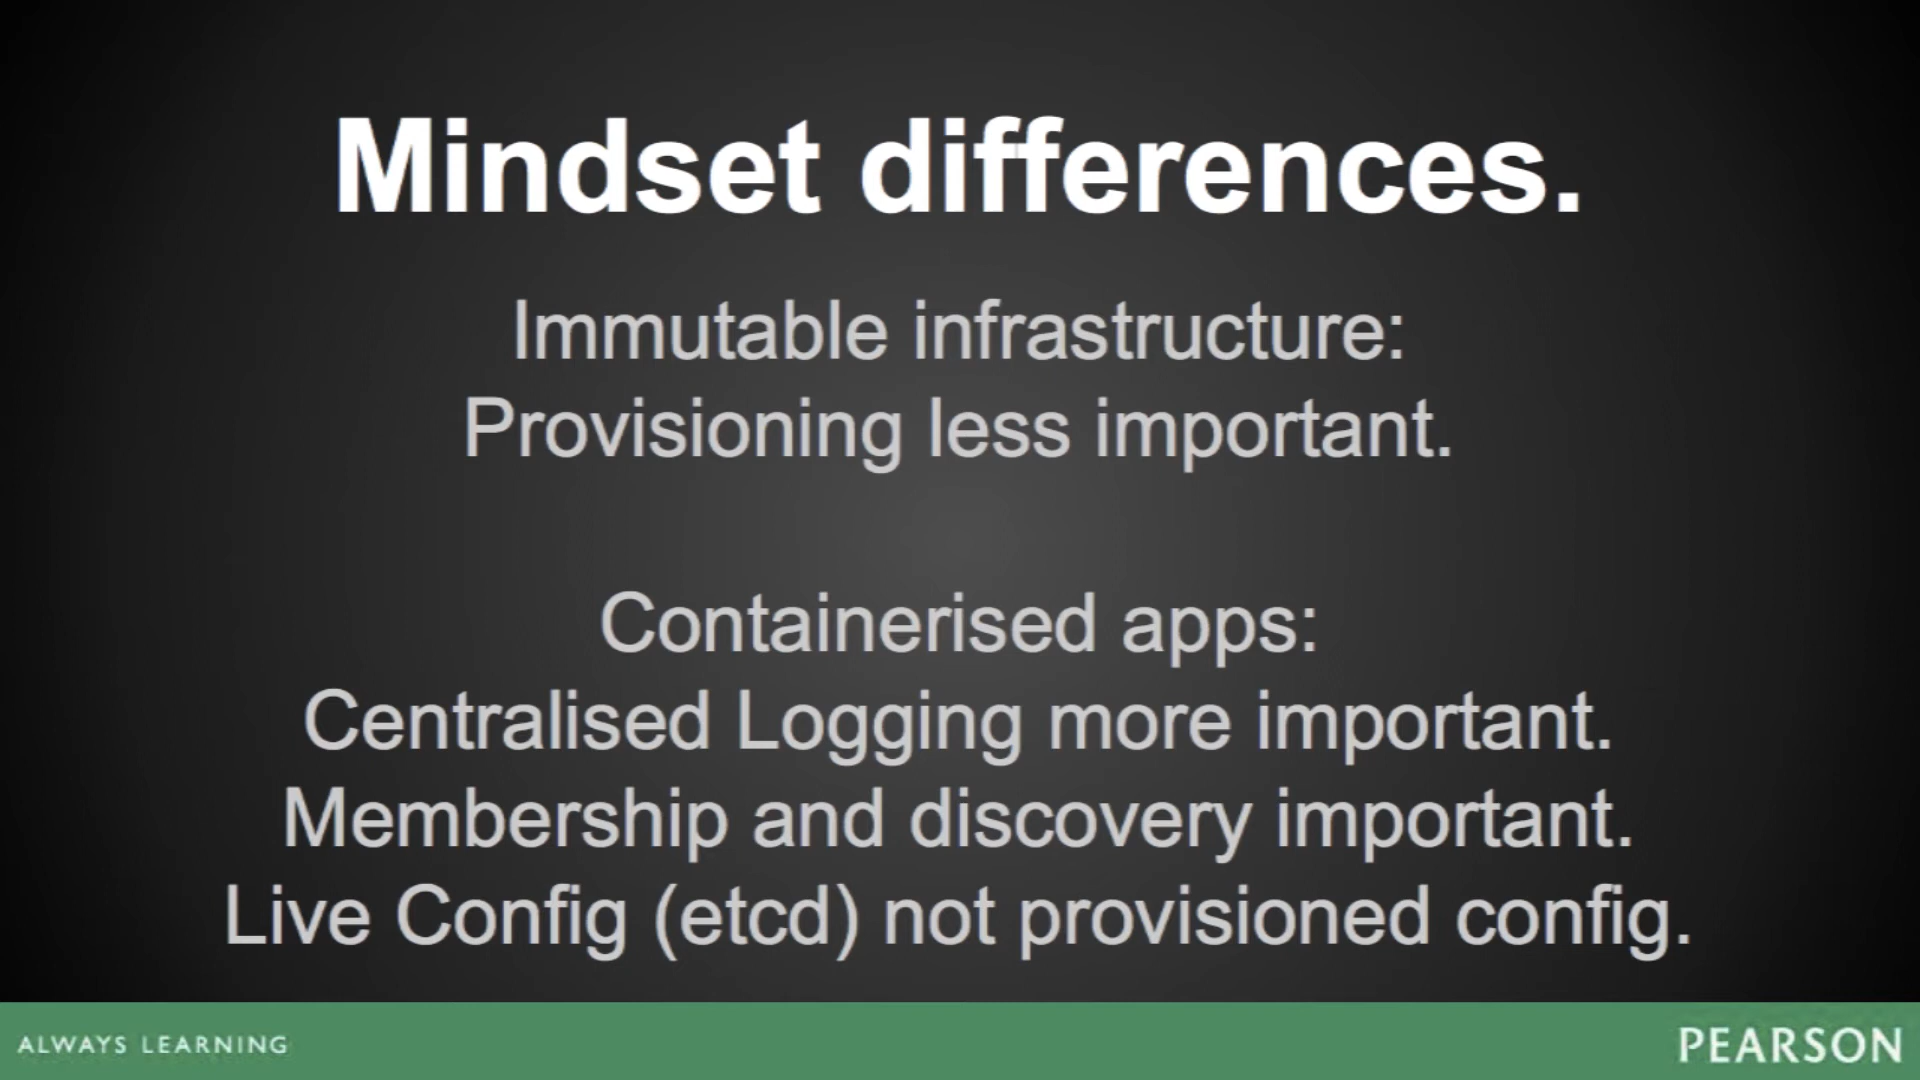 Mindset differences.
Immutable infrastructure:
Provisioning less important.
Containerised apps:
Centralised Logging more important.
Membership and discovery important.
Live Config (etcd) not provisioned config.
ALWAYS LEARNING
PEARSON